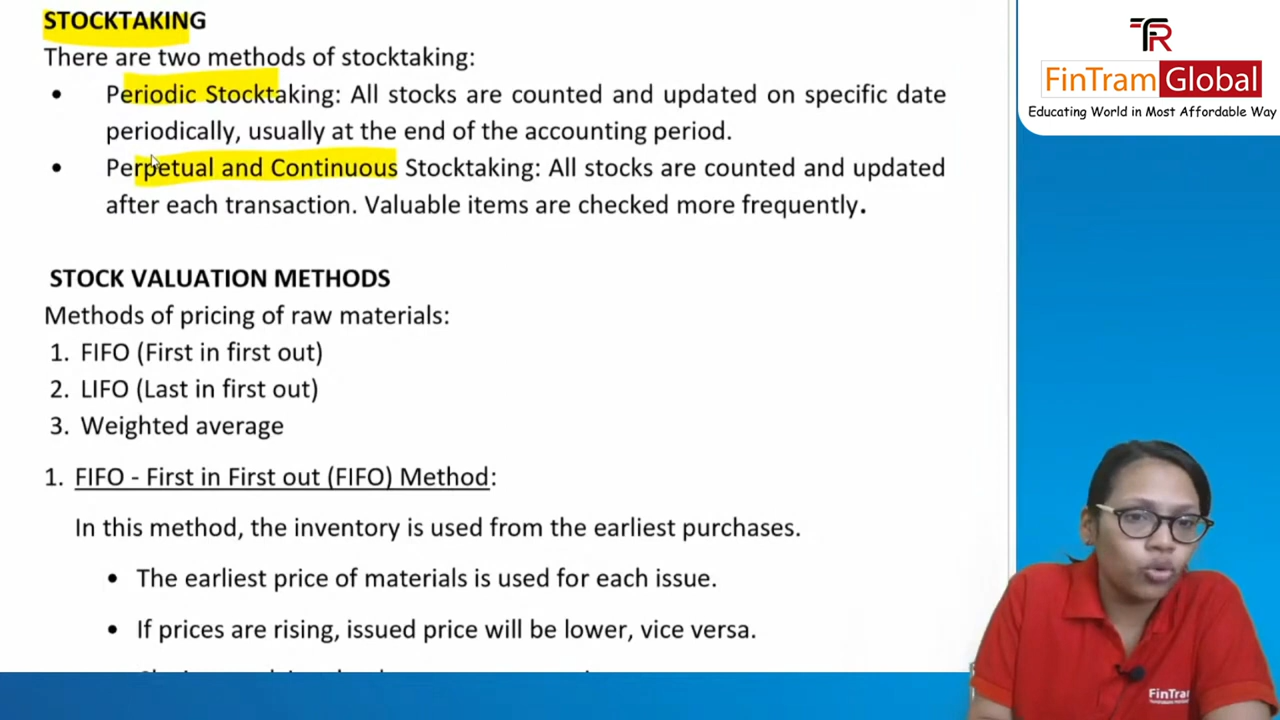 STOCKTAKING
There are two methods of stocktaking:
• Periodic Stocktaking: All stocks are counted and updated on specific date
periodically, usually at the end of the accounting period.
• Perpetual and Continuous Stocktaking: All stocks are counted and updated
after each transaction. Valuable items are checked more frequently.
STOCK VALUATION METHODS
Methods of pricing of raw materials:
1. FIFO (First in first out)
2. LIFO (Last in first out)
3. Weighted average
1. FIFO - First in First out (FIFO) Method:
In this method, the inventory is used from the earliest purchases.
• The earliest price of materials is used for each issue.
• If prices are rising, issued price will be lower, vice versa.
FinTram Global
Educating World in Most Affordable Way
FinTram